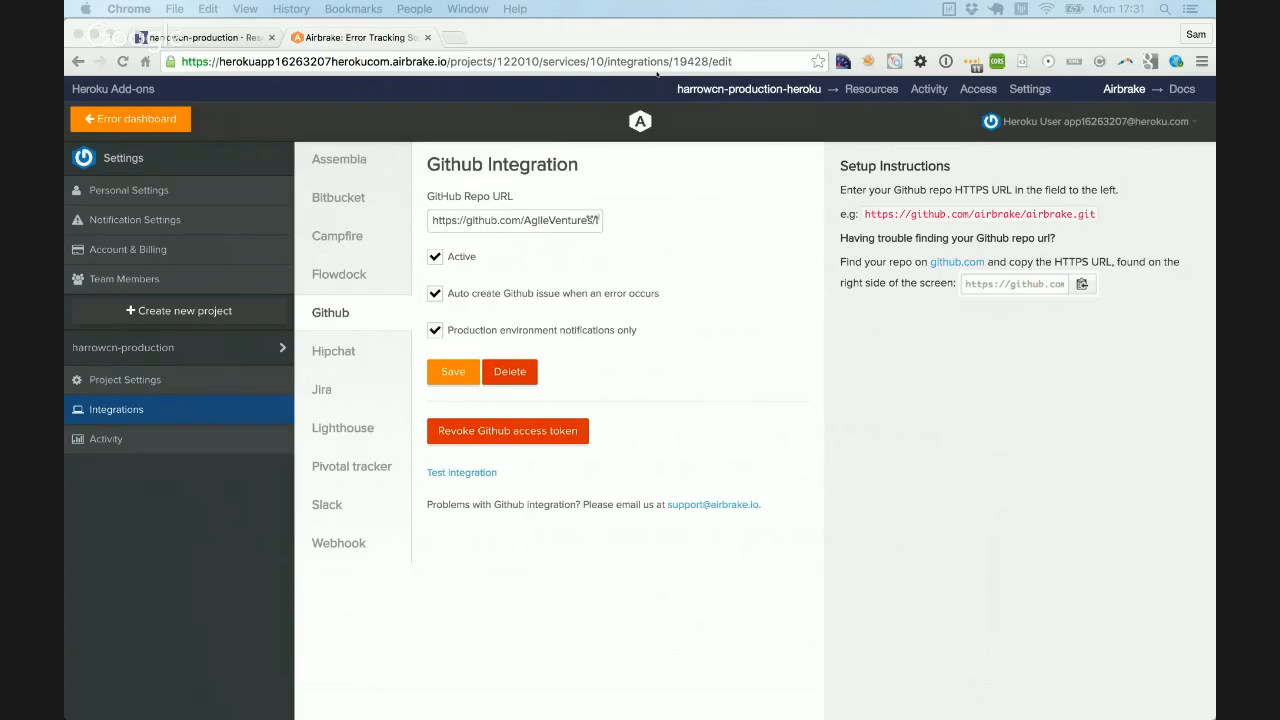 Chrome File Edit View History Bookmarks People Window Help Mon 17:31
Google
harrowcn-production · Res Airbrake: Error Tracking So Sam
https://herokuapp16263207herokucom.airbrake.io/projects/122010/services/10/integrations/19428/edit
Heroku Add-ons harrowcn-production-heroku → Resources Activity Access Settings Airbrake → Docs
Error dashboard
A
Heroku User app16263207@heroku.com
Settings
Personal Settings
Notification Settings
Account & Billing
Team Members
+ Create new project
harrowcn-production
Project Settings
Integrations
Activity
Assembla
Bitbucket
Campfire
Flowdock
Github
Hipchat
Jira
Lighthouse
Pivotal tracker
Slack
Webhook
Github Integration
GitHub Repo URL
https://github.com/AgileVentures/
Active
Auto create Github issue when an error occurs
Production environment notifications only
Save Delete
Revoke Github access token
Test integration
Problems with Github integration? Please email us at support@airbrake.io.
Setup Instructions
Enter your Github repo HTTPS URL in the field to the left.
e.g: https://github.com/airbrake/airbrake.git
Having trouble finding your Github repo url?
Find your repo on github.com and copy the HTTPS URL, found on the
right side of the screen: https://github.com